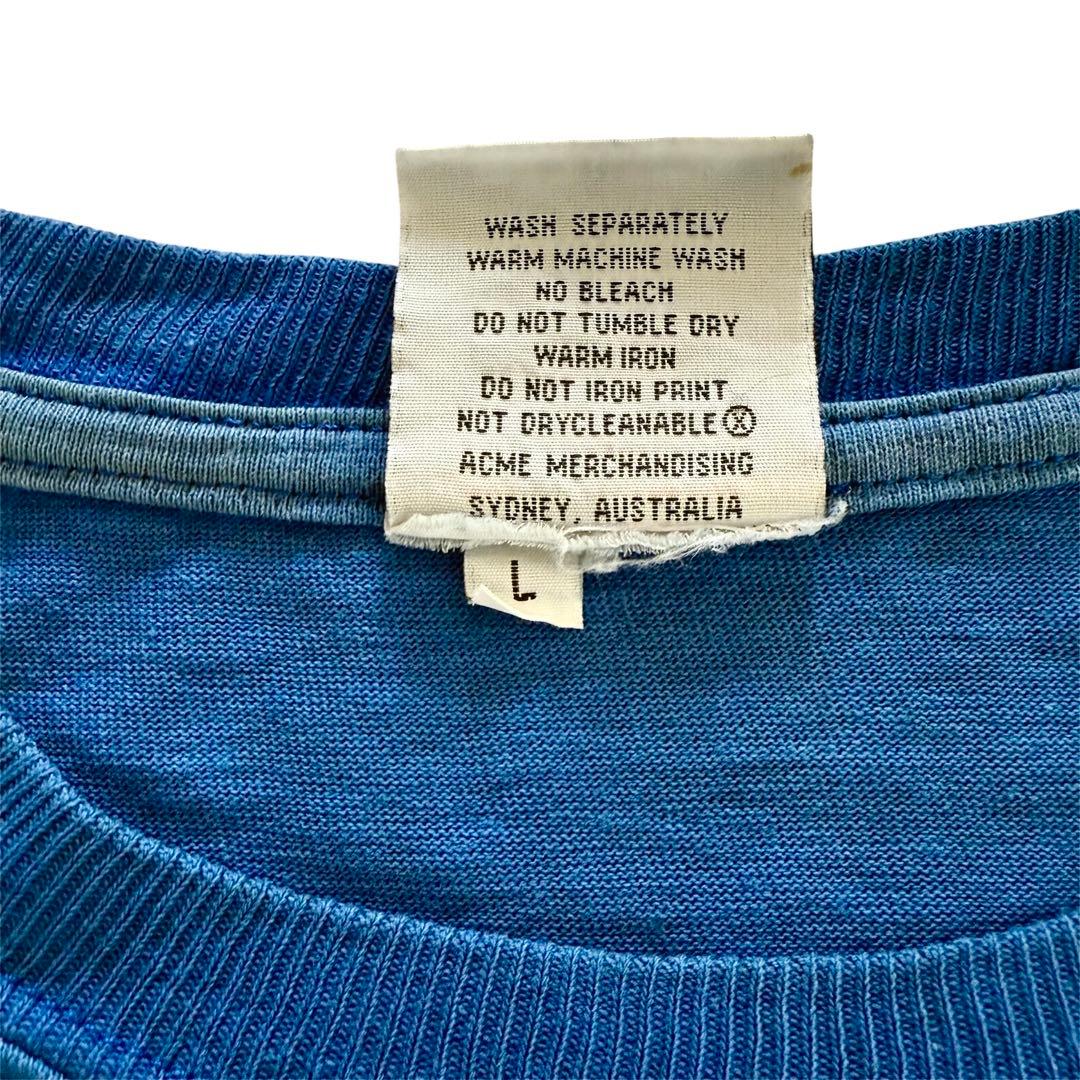 WASH SEPARATELY
WARM MACHINE WASH
NO BLEACH
DO NOT TUMBLE DRY
WARM IRON
DO NOT IRON PRINT
NOT DRYCLEANABLE Ⓧ
ACME MERCHANDISING
SYDNEY, AUSTRALIA
L